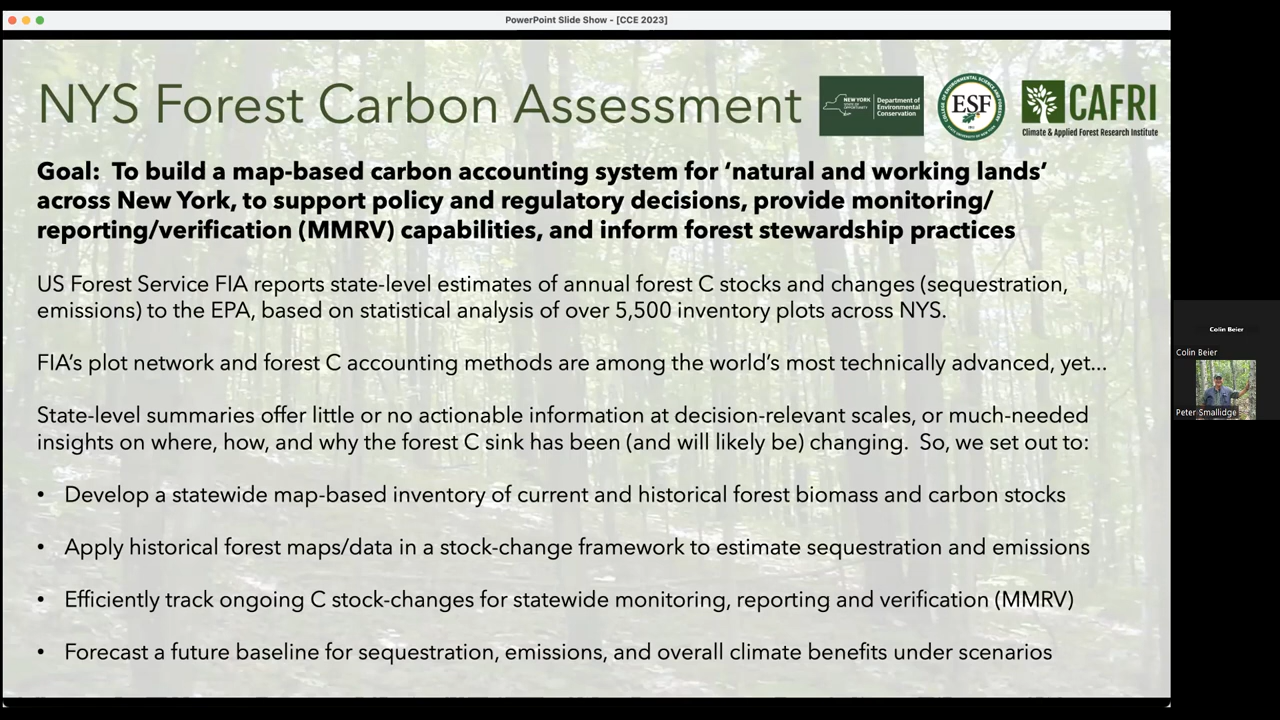 PowerPoint Slide Show - [CCE 2023]
NYS Forest Carbon Assessment
NEW YORK
STATE OF
OPPORTUNITY
Department of
Environmental
Conservation
ESF
CAFRI
Climate & Applied Forest Research Institute
Goal: To build a map-based carbon accounting system for ‘natural and working lands’
across New York, to support policy and regulatory decisions, provide monitoring/
reporting/verification (MMRV) capabilities, and inform forest stewardship practices
US Forest Service FIA reports state-level estimates of annual forest C stocks and changes (sequestration,
emissions) to the EPA, based on statistical analysis of over 5,500 inventory plots across NYS.
FIA’s plot network and forest C accounting methods are among the world’s most technically advanced, yet...
State-level summaries offer little or no actionable information at decision-relevant scales, or much-needed
insights on where, how, and why the forest C sink has been (and will likely be) changing. So, we set out to:
• Develop a statewide map-based inventory of current and historical forest biomass and carbon stocks
• Apply historical forest maps/data in a stock-change framework to estimate sequestration and emissions
• Efficiently track ongoing C stock-changes for statewide monitoring, reporting and verification (MMRV)
• Forecast a future baseline for sequestration, emissions, and overall climate benefits under scenarios
Colin Beier
Colin Beier
Peter Smallidge